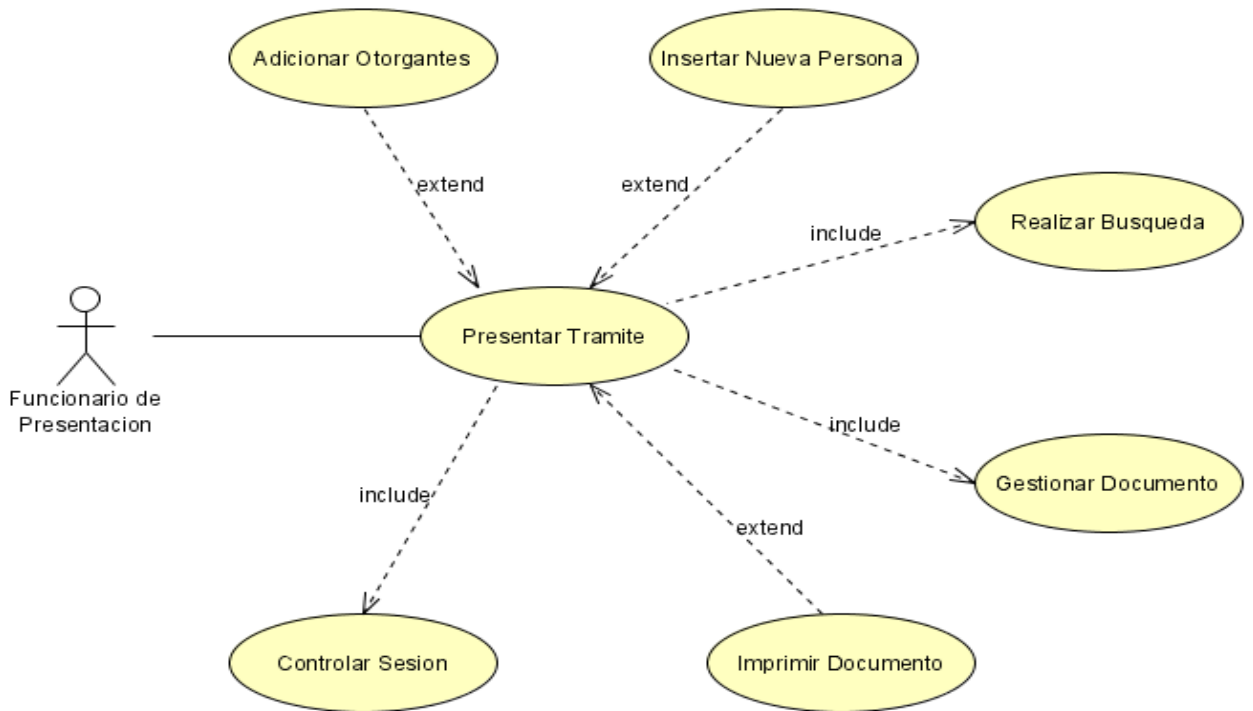 Adicionar Otorgantes
Insertar Nueva Persona
extend
extend
Realizar Busqueda
include
Presentar Tramite
Funcionario de
Presentacion
include
Gestionar Documento
include
extend
Controlar Sesion
Imprimir Documento